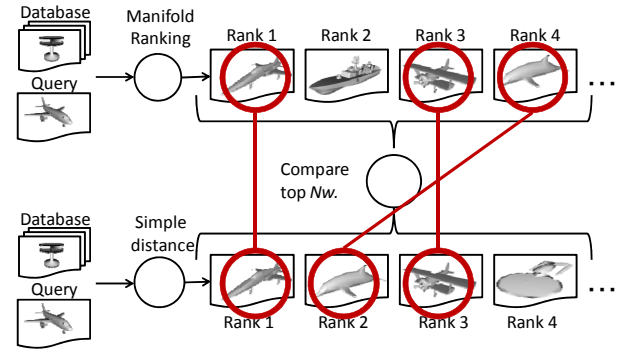 Database
Manifold
Ranking
Rank 1
Rank 2
Rank 3
Rank 4
Query
...
Compare
top Nw.
Database
Simple
distance
Query
...
Rank 1
Rank 2
Rank 3
Rank 4